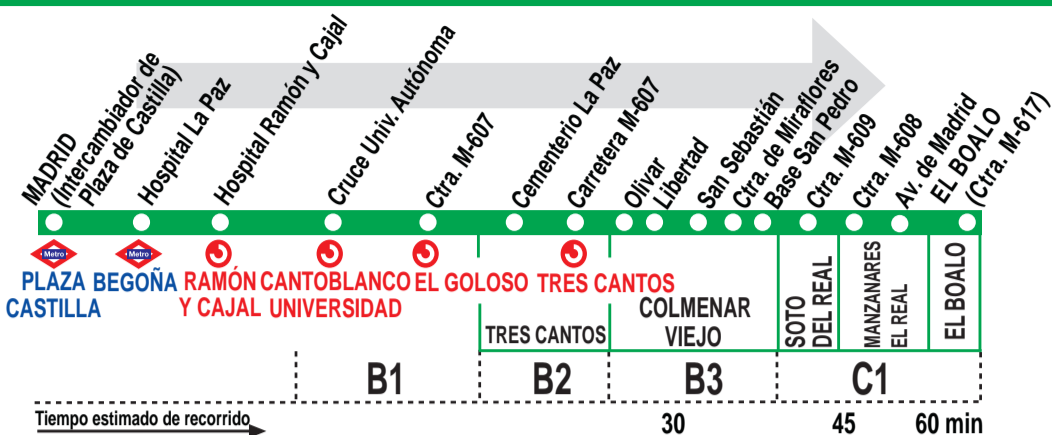 MADRID
(Intercambiador de
Plaza de Castilla)
Hospital La Paz
Hospital Ramón y Cajal
Cruce Univ. Autónoma
Ctra. M-607
Cementerio La Paz
Carretera M-607
Olivar
Libertad
San Sebastián
Ctra. de Miraflores
Base San Pedro
Ctra. M-609
Ctra. M-608
Av. de Madrid
EL BOALO
(Ctra. M-617)
Metro
PLAZA
CASTILLA
Metro
BEGOÑA
RAMÓN
Y CAJAL
CANTOBLANCO
UNIVERSIDAD
EL GOLOSO
TRES CANTOS
TRES CANTOS
COLMENAR
VIEJO
SOTO
DEL REAL
MANZANARES
EL REAL
EL BOALO
B1
B2
B3
C1
Tiempo estimado de recorrido
30
45
60 min